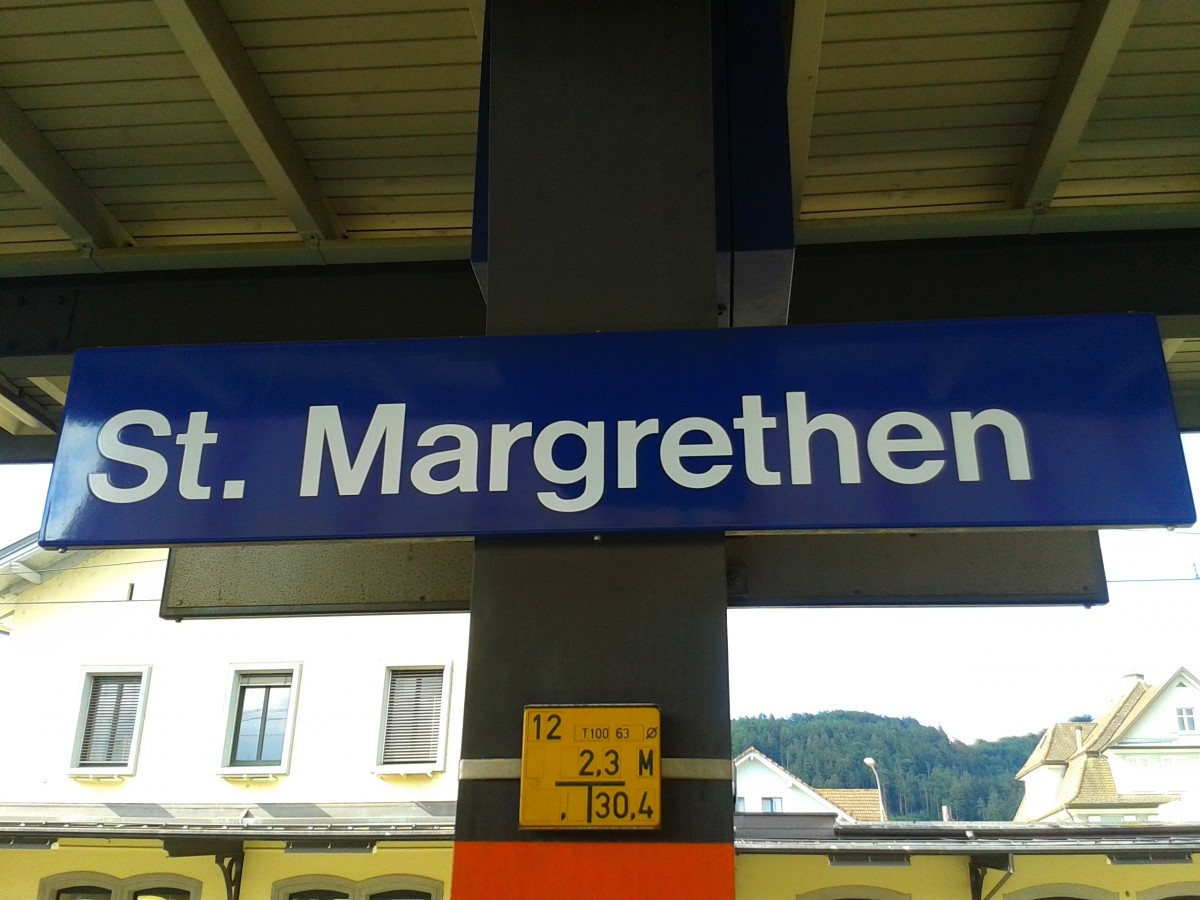 St. Margrethen
12 T100 63 Ø
2,3 M
, 30,4